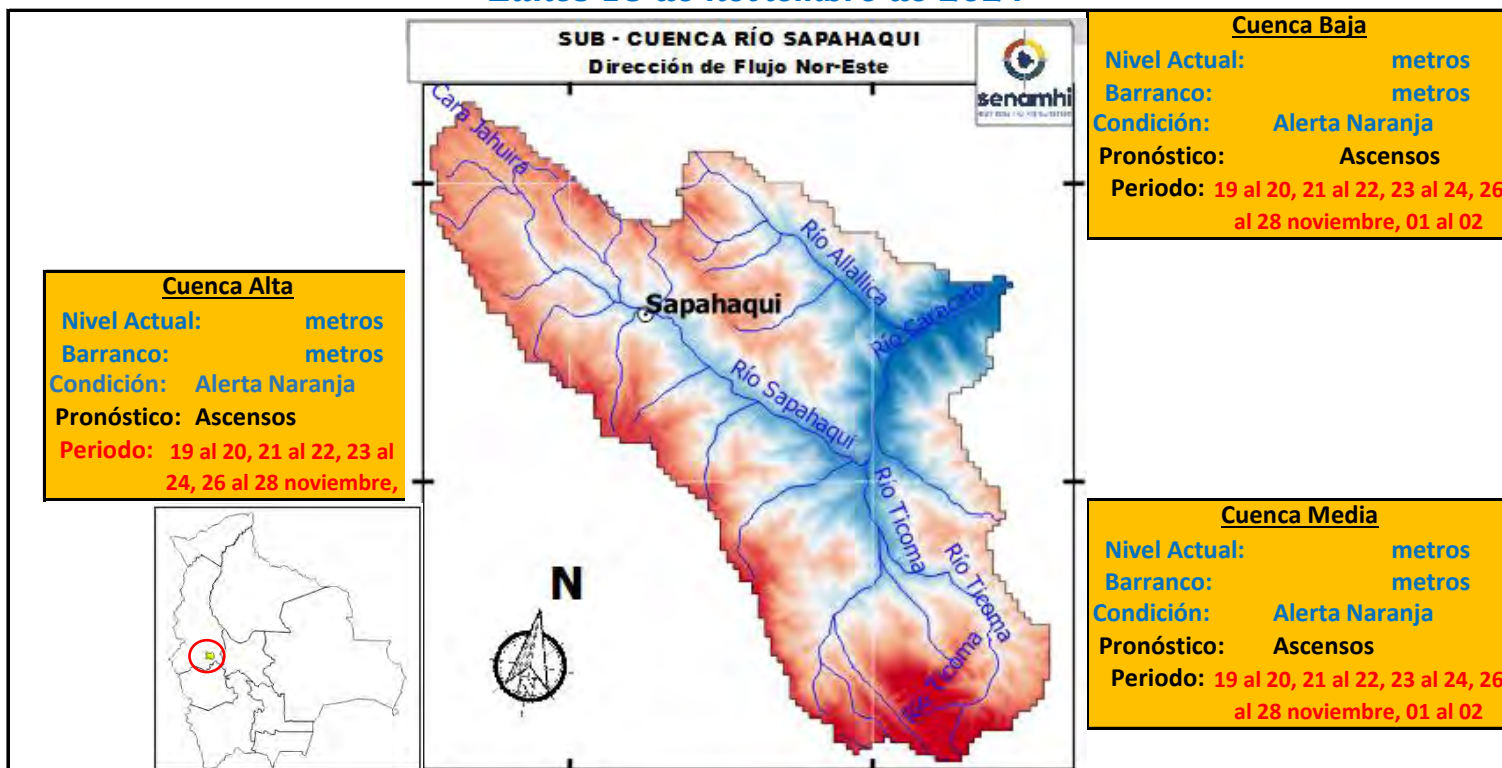 SUB - CUENCA RÍO SAPAHAQUI
Dirección de Flujo Nor-Este
senamhi
Cuenca Baja
Nivel Actual: metros
Barranco: metros
Condición: Alerta Naranja
Pronóstico: Ascensos
Periodo: 19 al 20, 21 al 22, 23 al 24, 26
al 28 noviembre, 01 al 02
Cuenca Alta
Nivel Actual: metros
Barranco: metros
Condición: Alerta Naranja
Pronóstico: Ascensos
Periodo: 19 al 20, 21 al 22, 23 al
24, 26 al 28 noviembre,
Cara Jahuira
Río Allallica
Sapahaqui
Río Caracato
Río Sapahaqui
Río Ticoma
Río Ticoma
Río Ticoma
N
Cuenca Media
Nivel Actual: metros
Barranco: metros
Condición: Alerta Naranja
Pronóstico: Ascensos
Periodo: 19 al 20, 21 al 22, 23 al 24, 26
al 28 noviembre, 01 al 02